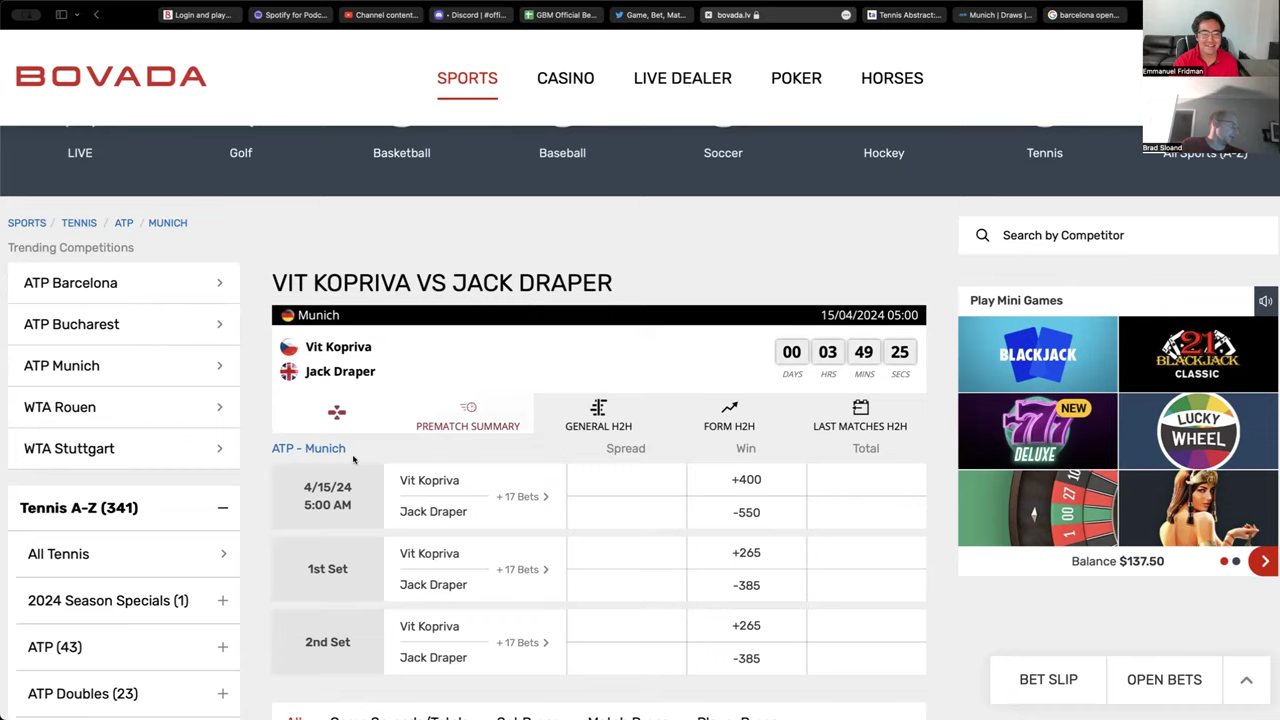 Login and play...
Spotify for Podc...
Channel content...
Discord | #offi...
GBM Official Be...
Game, Bet, Mat...
bovada.lv
Tennis Abstract:...
Munich | Draws |...
barcelona open...
BOVADA
SPORTS
CASINO
LIVE DEALER
POKER
HORSES
Emmanuel Fridman
Brad Sloand
LIVE
Golf
Basketball
Baseball
Soccer
Hockey
Tennis
All Sports (A-Z)
SPORTS / TENNIS / ATP / MUNICH
Trending Competitions
ATP Barcelona
ATP Bucharest
ATP Munich
WTA Rouen
WTA Stuttgart
Tennis A-Z (341)
All Tennis
2024 Season Specials (1)
ATP (43)
ATP Doubles (23)
VIT KOPRIVA VS JACK DRAPER
Munich 15/04/2024 05:00
Vit Kopriva
Jack Draper
00 03 49 25
DAYS HRS MINS SECS
PREMATCH SUMMARY
GENERAL H2H
FORM H2H
LAST MATCHES H2H
ATP - Munich Spread Win Total
4/15/24
5:00 AM
Vit Kopriva +400
+ 17 Bets
Jack Draper -550
1st Set
Vit Kopriva +265
+ 17 Bets
Jack Draper -385
2nd Set
Vit Kopriva +265
+ 17 Bets
Jack Draper -385
Search by Competitor
Play Mini Games
BLACKJACK
21
BLACKJACK
CLASSIC
NEW
777
DELUXE
LUCKY
WHEEL
Balance $137.50
BET SLIP
OPEN BETS